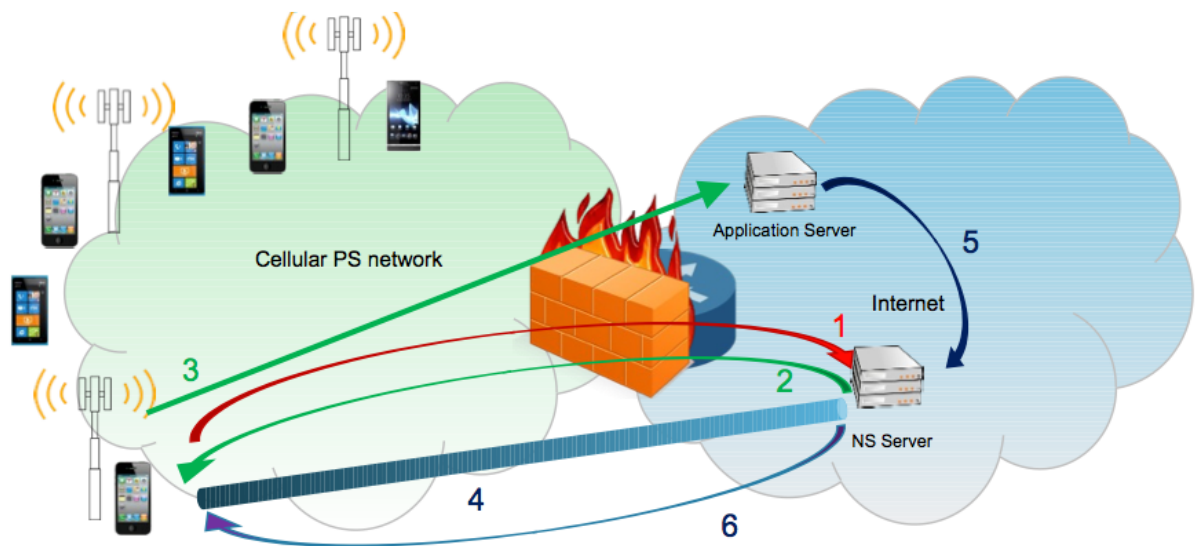 Cellular PS network
Application Server
5
Internet
1
3
2
NS Server
4
6